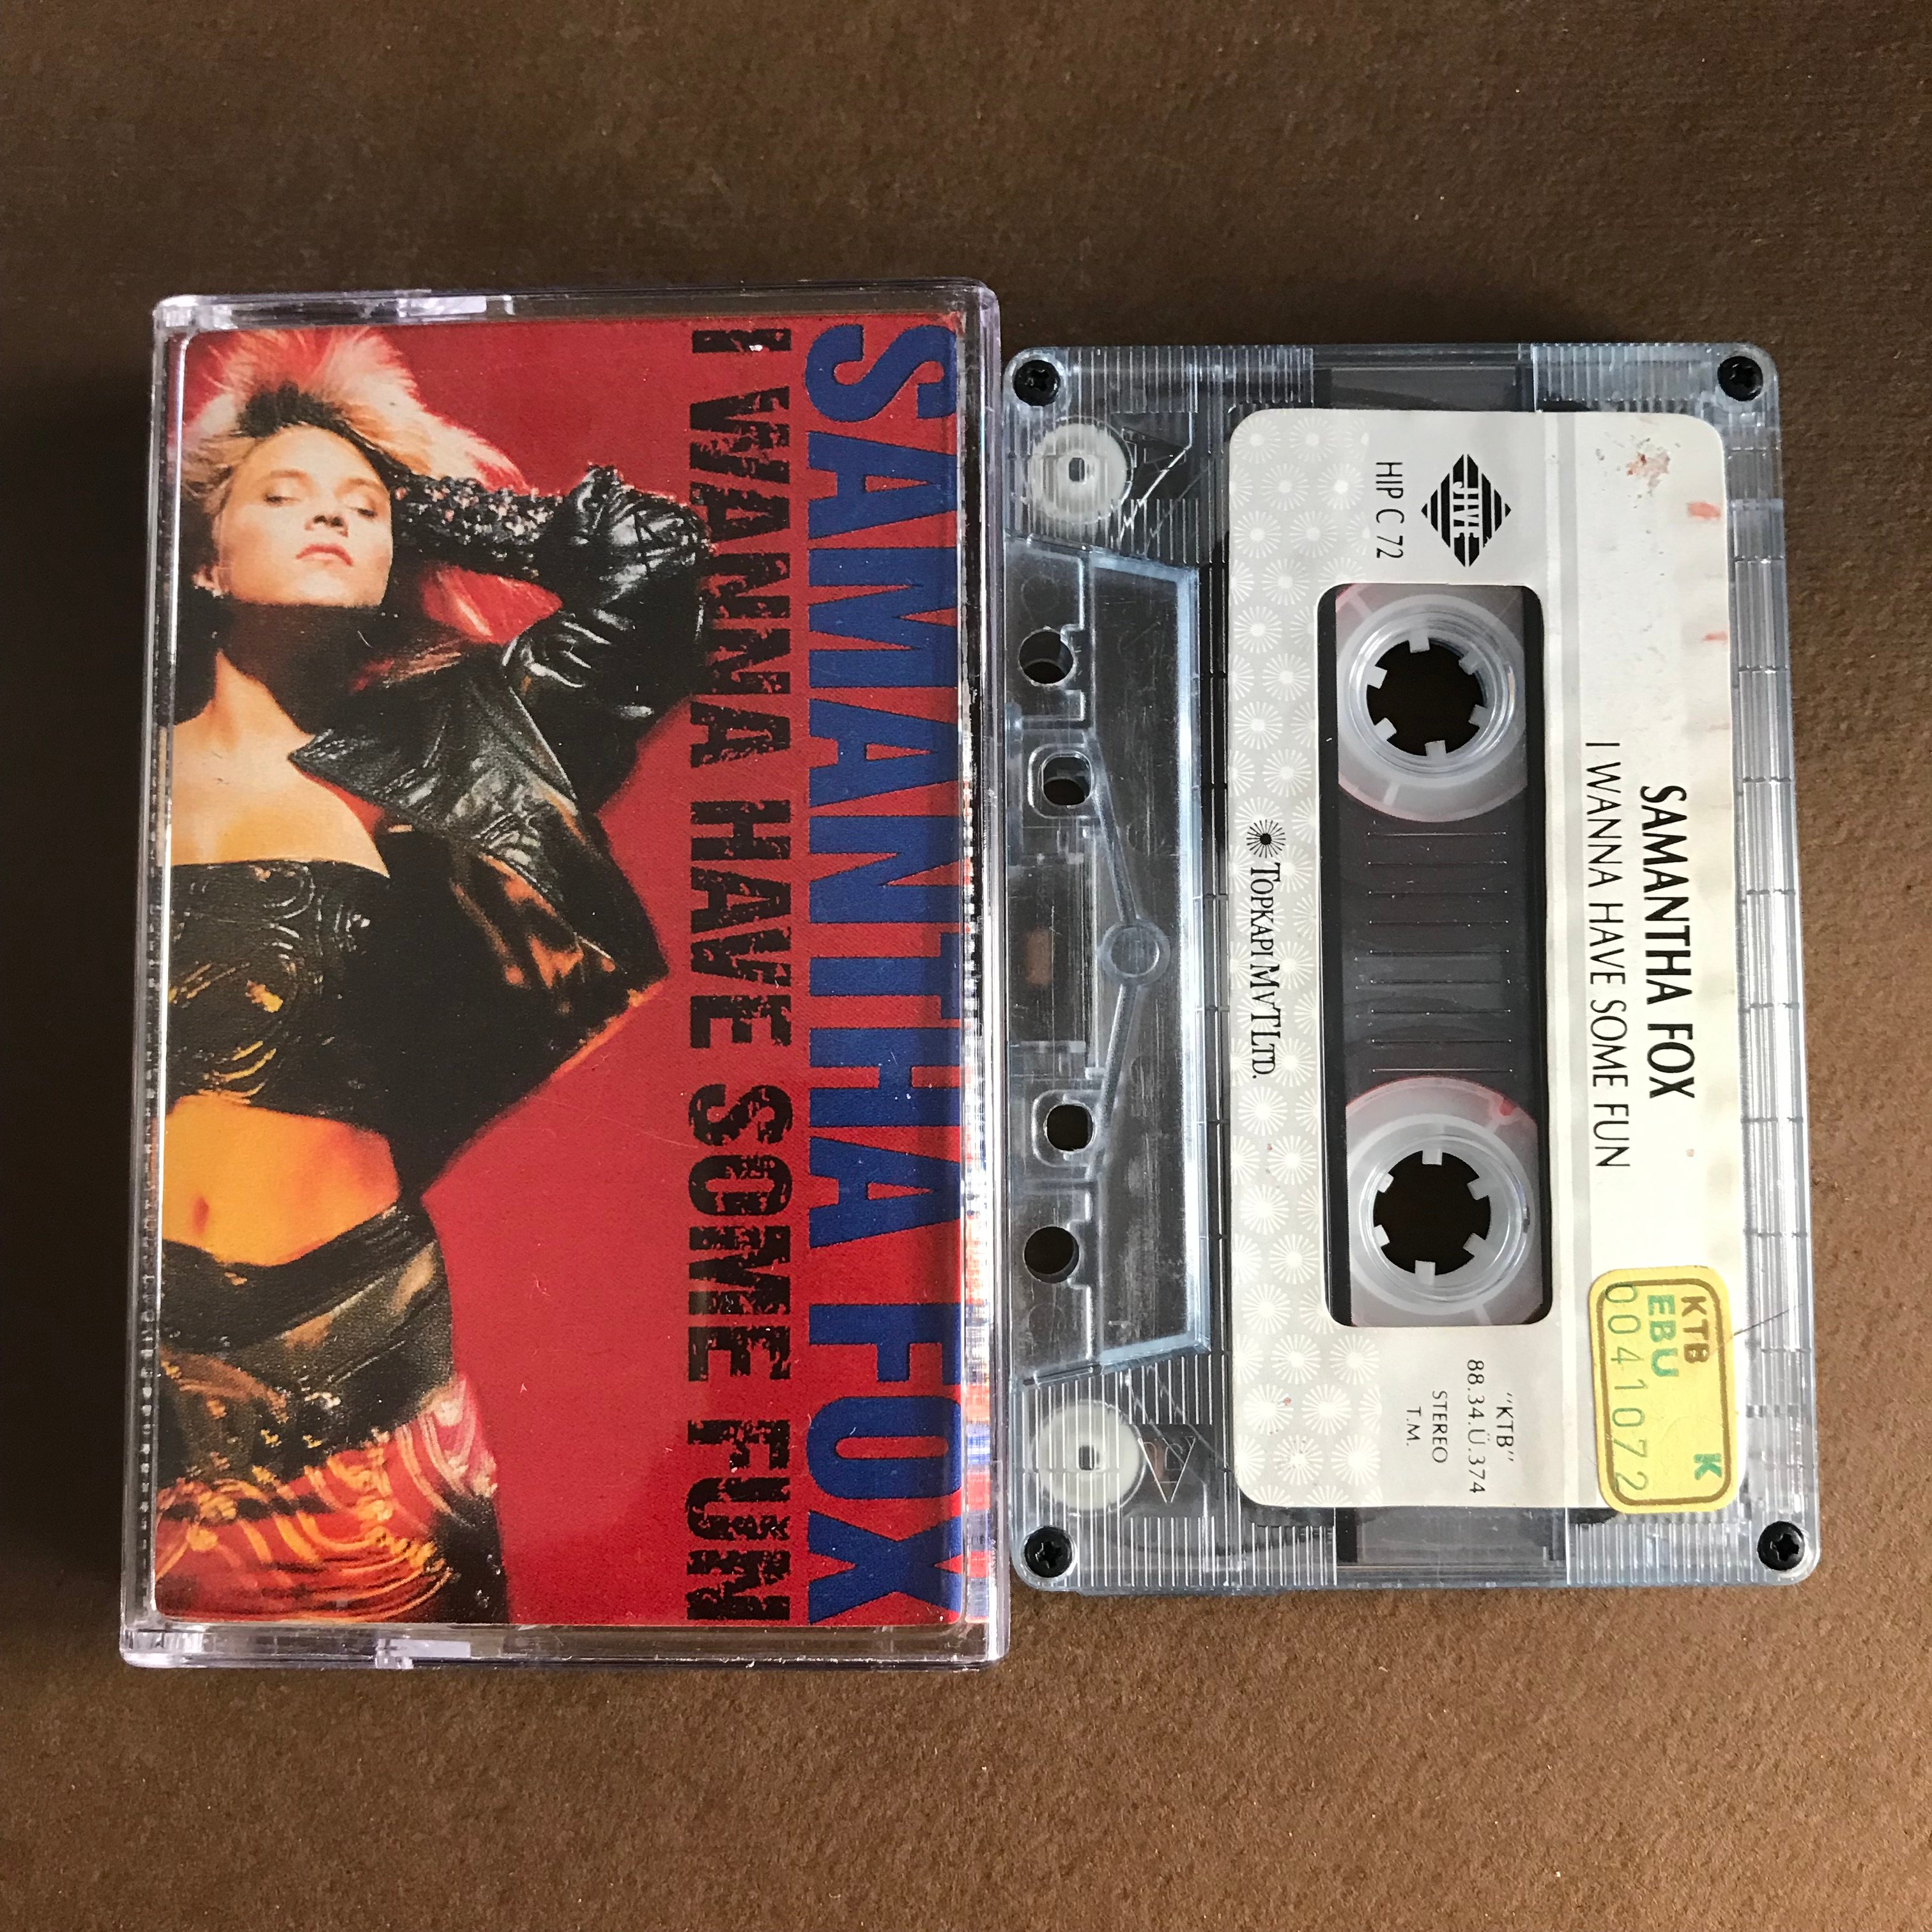 SAMANTHA FOX
I WANNA HAVE SOME FUN
SAMANTHA FOX
I WANNA HAVE SOME FUN
JIVE
HIP C 72
"KTB"
88.34.Ü.374
STEREO
T.M.
TOPKAPI MVT LTD.
KTB
EBU
K
0041072
A